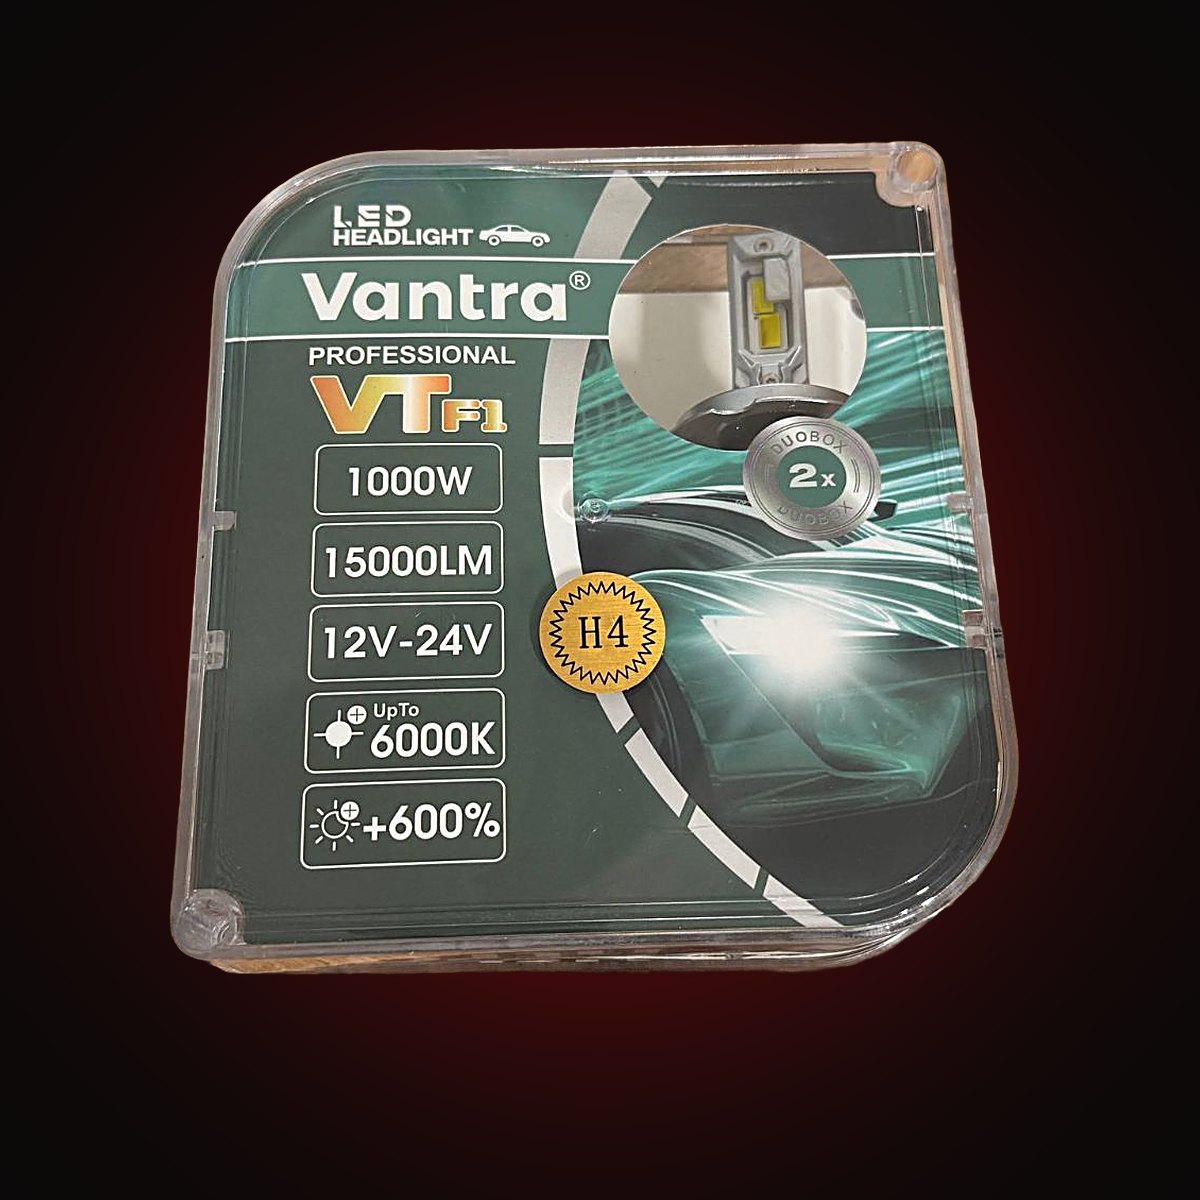 LED
HEADLIGHT
Vantra®
PROFESSIONAL
VTF1
1000W
15000LM
12V-24V
UpTo
6000K
+600%
DUOBOX
2x
DUOBOX
H4